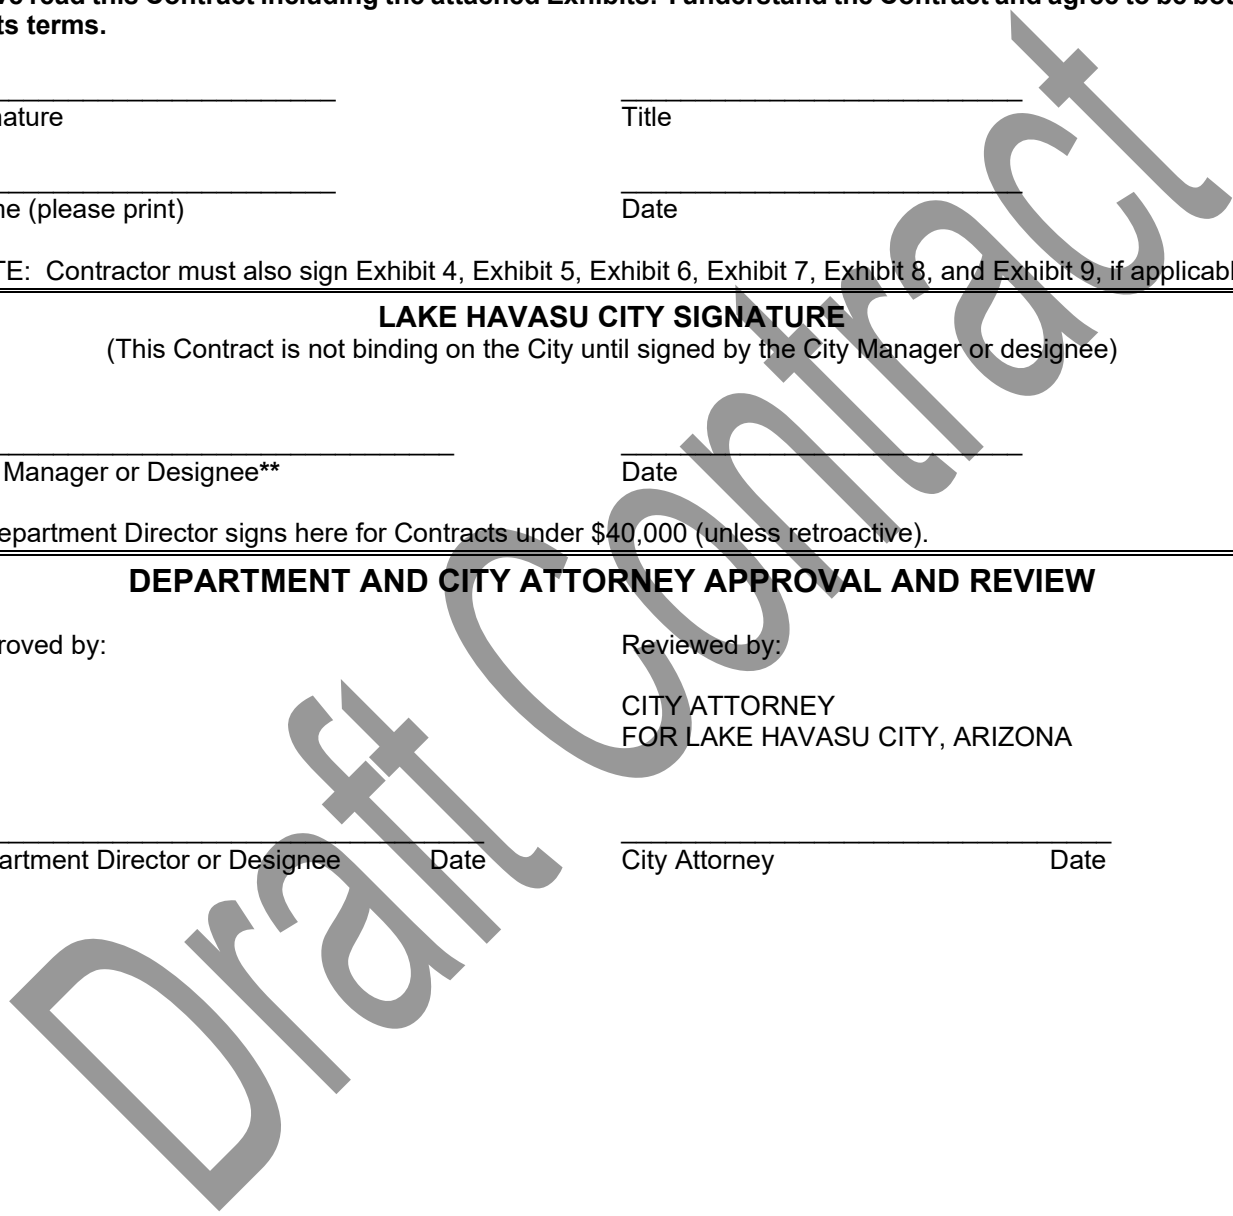 ve read this Contract including the attached Exhibits. I understand the Contract and agree to be bou
ts terms.
nature Title
me (please print) Date
TE: Contractor must also sign Exhibit 4, Exhibit 5, Exhibit 6, Exhibit 7, Exhibit 8, and Exhibit 9, if applicabl
LAKE HAVASU CITY SIGNATURE
(This Contract is not binding on the City until signed by the City Manager or designee)
Manager or Designee** Date
epartment Director signs here for Contracts under $40,000 (unless retroactive).
DEPARTMENT AND CITY ATTORNEY APPROVAL AND REVIEW
roved by: Reviewed by:
CITY ATTORNEY
FOR LAKE HAVASU CITY, ARIZONA
artment Director or Designee Date City Attorney Date
Draft Contract